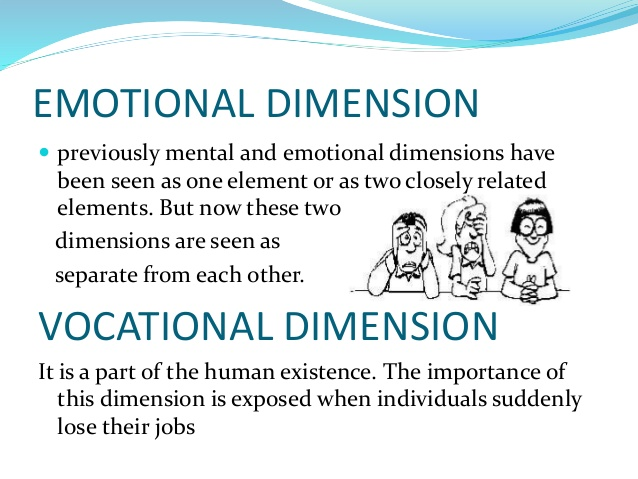 EMOTIONAL DIMENSION
previously mental and emotional dimensions have
been seen as one element or as two closely related
elements. But now these two
dimensions are seen as
separate from each other.
VOCATIONAL DIMENSION
It is a part of the human existence. The importance of
this dimension is exposed when individuals suddenly
lose their jobs